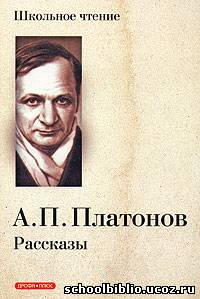 Школьное чтение
А.П. Платонов
Рассказы
ДРОФА ПЛЮС
schoolbiblio.ucoz.ru